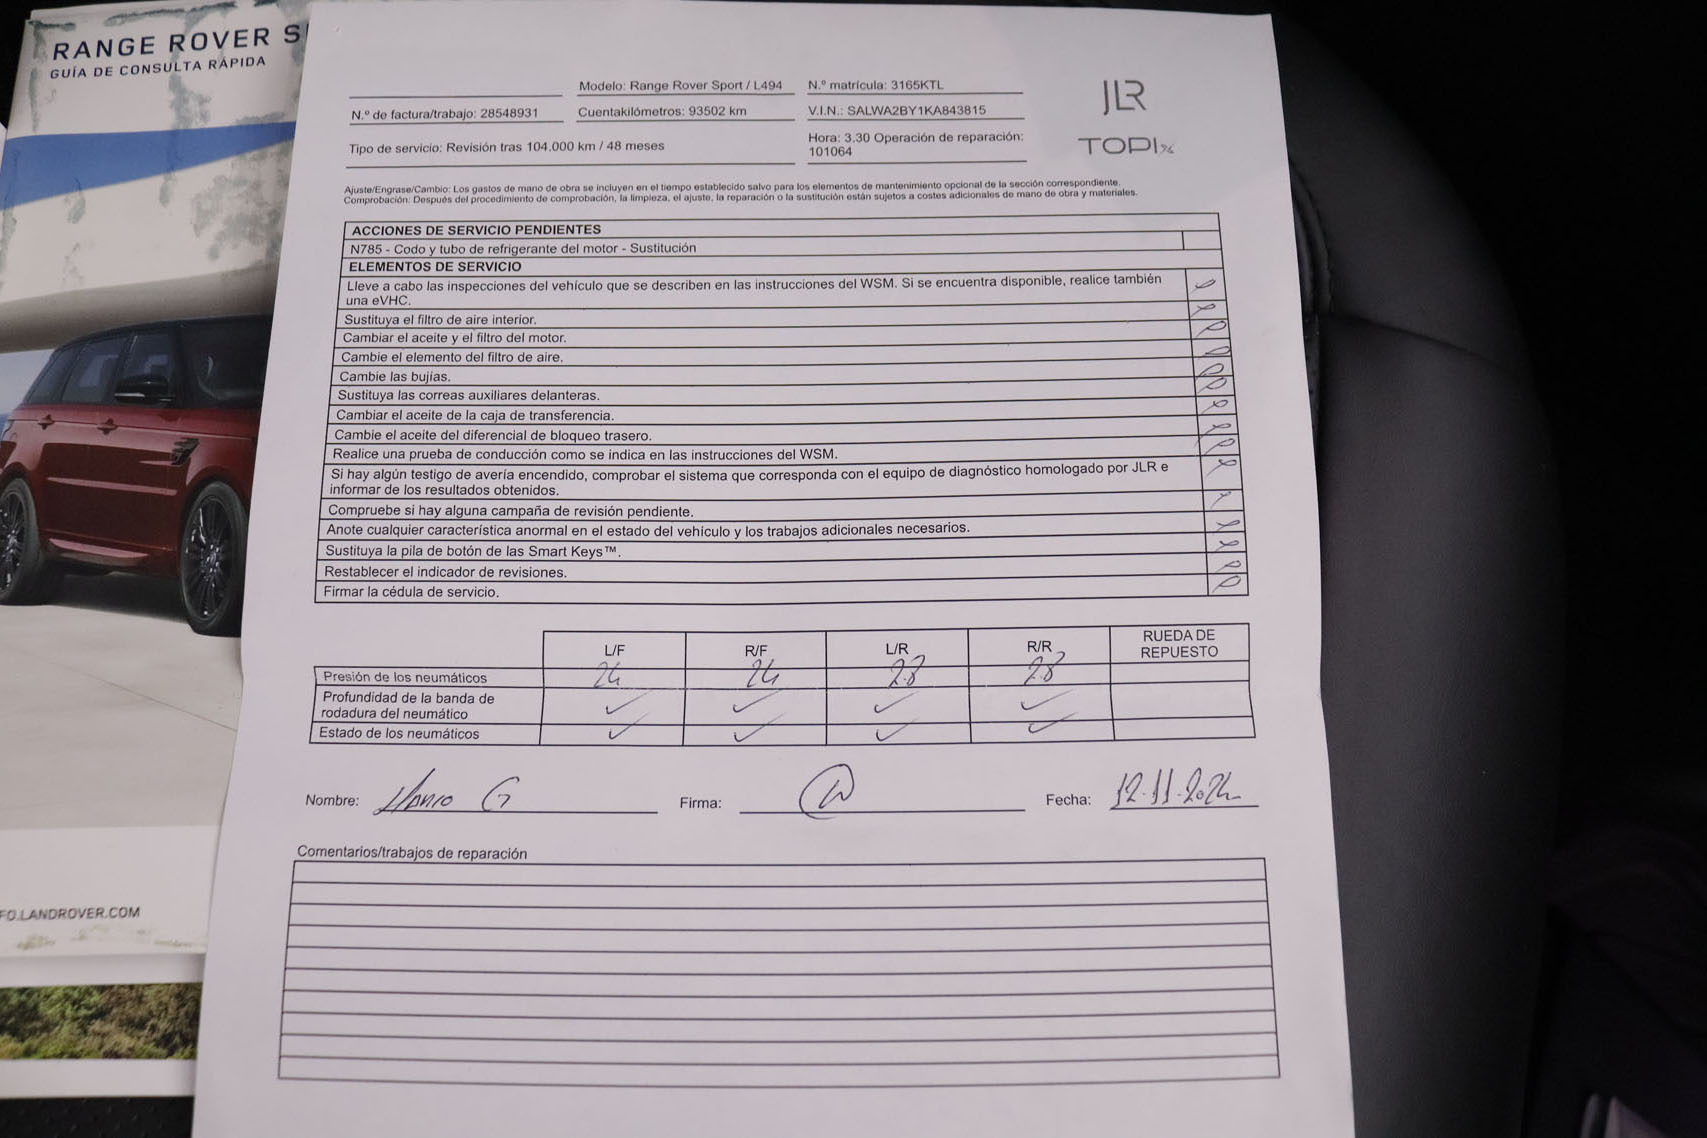 RANGE ROVER S
GUÍA DE CONSULTA RÁPIDA
FO.LANDROVER.COM
Modelo: Range Rover Sport / L494
N.º matrícula: 3165KTL
JLR
N.º de factura/trabajo: 28548931
Cuentakilómetros: 93502 km
V.I.N.: SALWA2BY1KA843815
Tipo de servicio: Revisión tras 104.000 km / 48 meses
Hora: 3.30 Operación de reparación:
101064
TOPIx
Ajuste/Engrase/Cambio: Los gastos de mano de obra se incluyen en el tiempo establecido salvo para los elementos de mantenimiento opcional de la sección correspondiente.
Comprobación: Después del procedimiento de comprobación, la limpieza, el ajuste, la reparación o la sustitución están sujetos a costes adicionales de mano de obra y materiales.
ACCIONES DE SERVICIO PENDIENTES
N785 - Codo y tubo de refrigerante del motor - Sustitución
ELEMENTOS DE SERVICIO
Lleve a cabo las inspecciones del vehículo que se describen en las instrucciones del WSM. Si se encuentra disponible, realice también
una eVHC.
Sustituya el filtro de aire interior.
Cambiar el aceite y el filtro del motor.
Cambie el elemento del filtro de aire.
Cambie las bujías.
Sustituya las correas auxiliares delanteras.
Cambiar el aceite de la caja de transferencia.
Cambie el aceite del diferencial de bloqueo trasero.
Realice una prueba de conducción como se indica en las instrucciones del WSM.
Si hay algún testigo de avería encendido, comprobar el sistema que corresponda con el equipo de diagnóstico homologado por JLR e
informar de los resultados obtenidos.
Compruebe si hay alguna campaña de revisión pendiente.
Anote cualquier característica anormal en el estado del vehículo y los trabajos adicionales necesarios.
Sustituya la pila de botón de las Smart Keys™.
Restablecer el indicador de revisiones.
Firmar la cédula de servicio.
L/F R/F L/R R/R RUEDA DE
REPUESTO
Presión de los neumáticos 24 24 28 28
Profundidad de la banda de
rodadura del neumático
Estado de los neumáticos
Nombre: G Firma: Fecha: 12-11-2024
Comentarios/trabajos de reparación